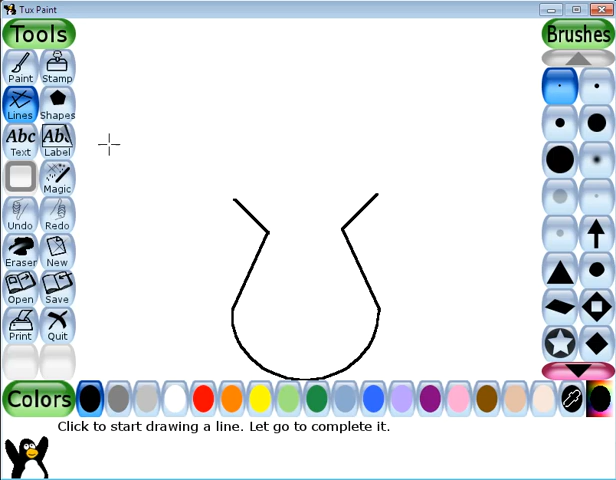 Tux Paint
Tools
Brushes
Paint
Stamp
Lines
Shapes
Abc
Text
Abc
Label
Magic
Undo
Redo
Eraser
New
Open
Save
Print
Quit
Colors
Click to start drawing a line. Let go to complete it.